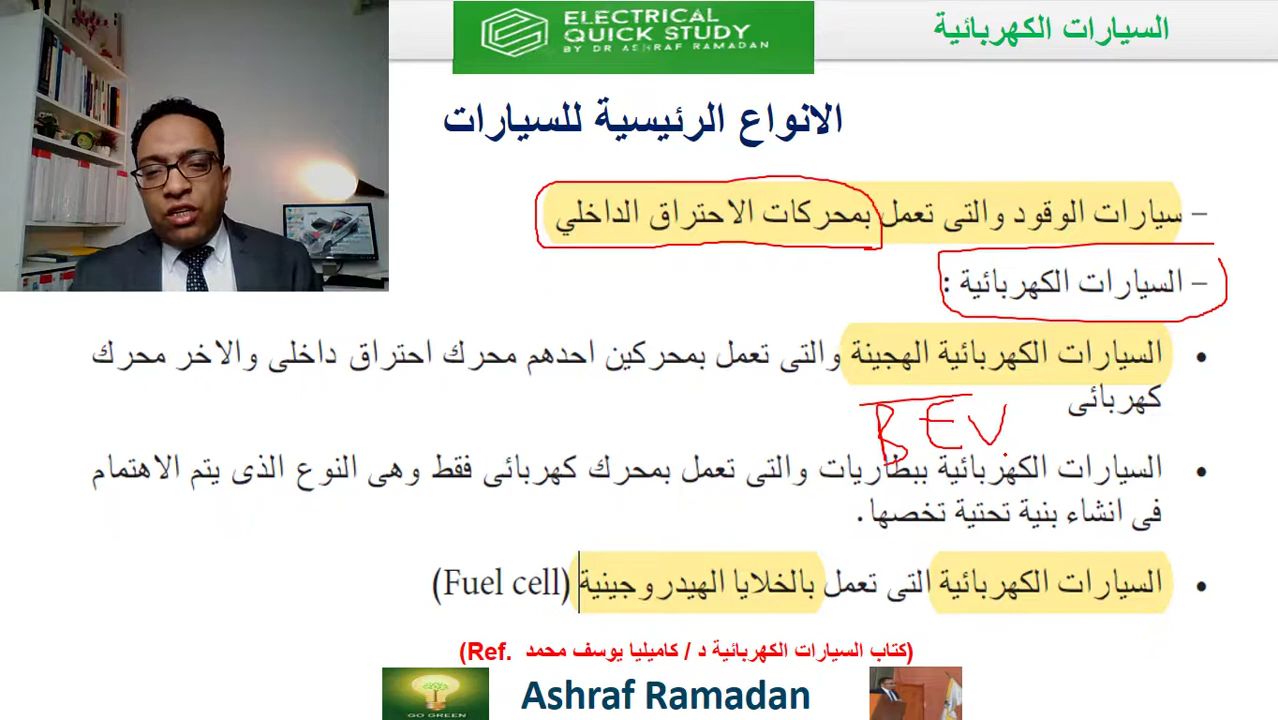 ELECTRICAL
QUICK STUDY
BY DR ASHRAF RAMADAN
السيارات الكهربائية
الانواع الرئيسية للسيارات
– سيارات الوقود والتى تعمل بمحركات الاحتراق الداخلي
– السيارات الكهربائية :
• السيارات الكهربائية الهجينة والتى تعمل بمحركين احدهم محرك احتراق داخلى والاخر محرك
كهربائى
BEV
• السيارات الكهربائية ببطاريات والتى تعمل بمحرك كهربائى فقط وهى النوع الذى يتم الاهتمام
فى انشاء بنية تحتية تخصها.
• السيارات الكهربائية التى تعمل بالخلايا الهيدروجينية (Fuel cell)
(كتاب السيارات الكهربائية د / كاميليا يوسف محمد .Ref)
GO GREEN
Ashraf Ramadan